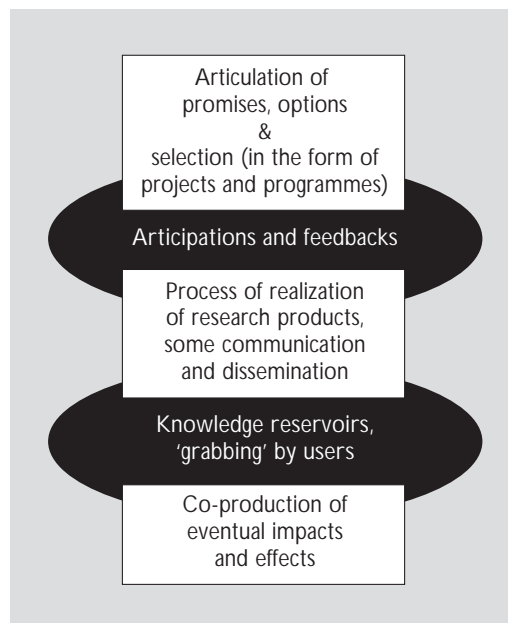 Articulation of
promises, options
&
selection (in the form of
projects and programmes)
Articipations and feedbacks
Process of realization
of research products,
some communication
and dissemination
Knowledge reservoirs,
‘grabbing’ by users
Co-production of
eventual impacts
and effects